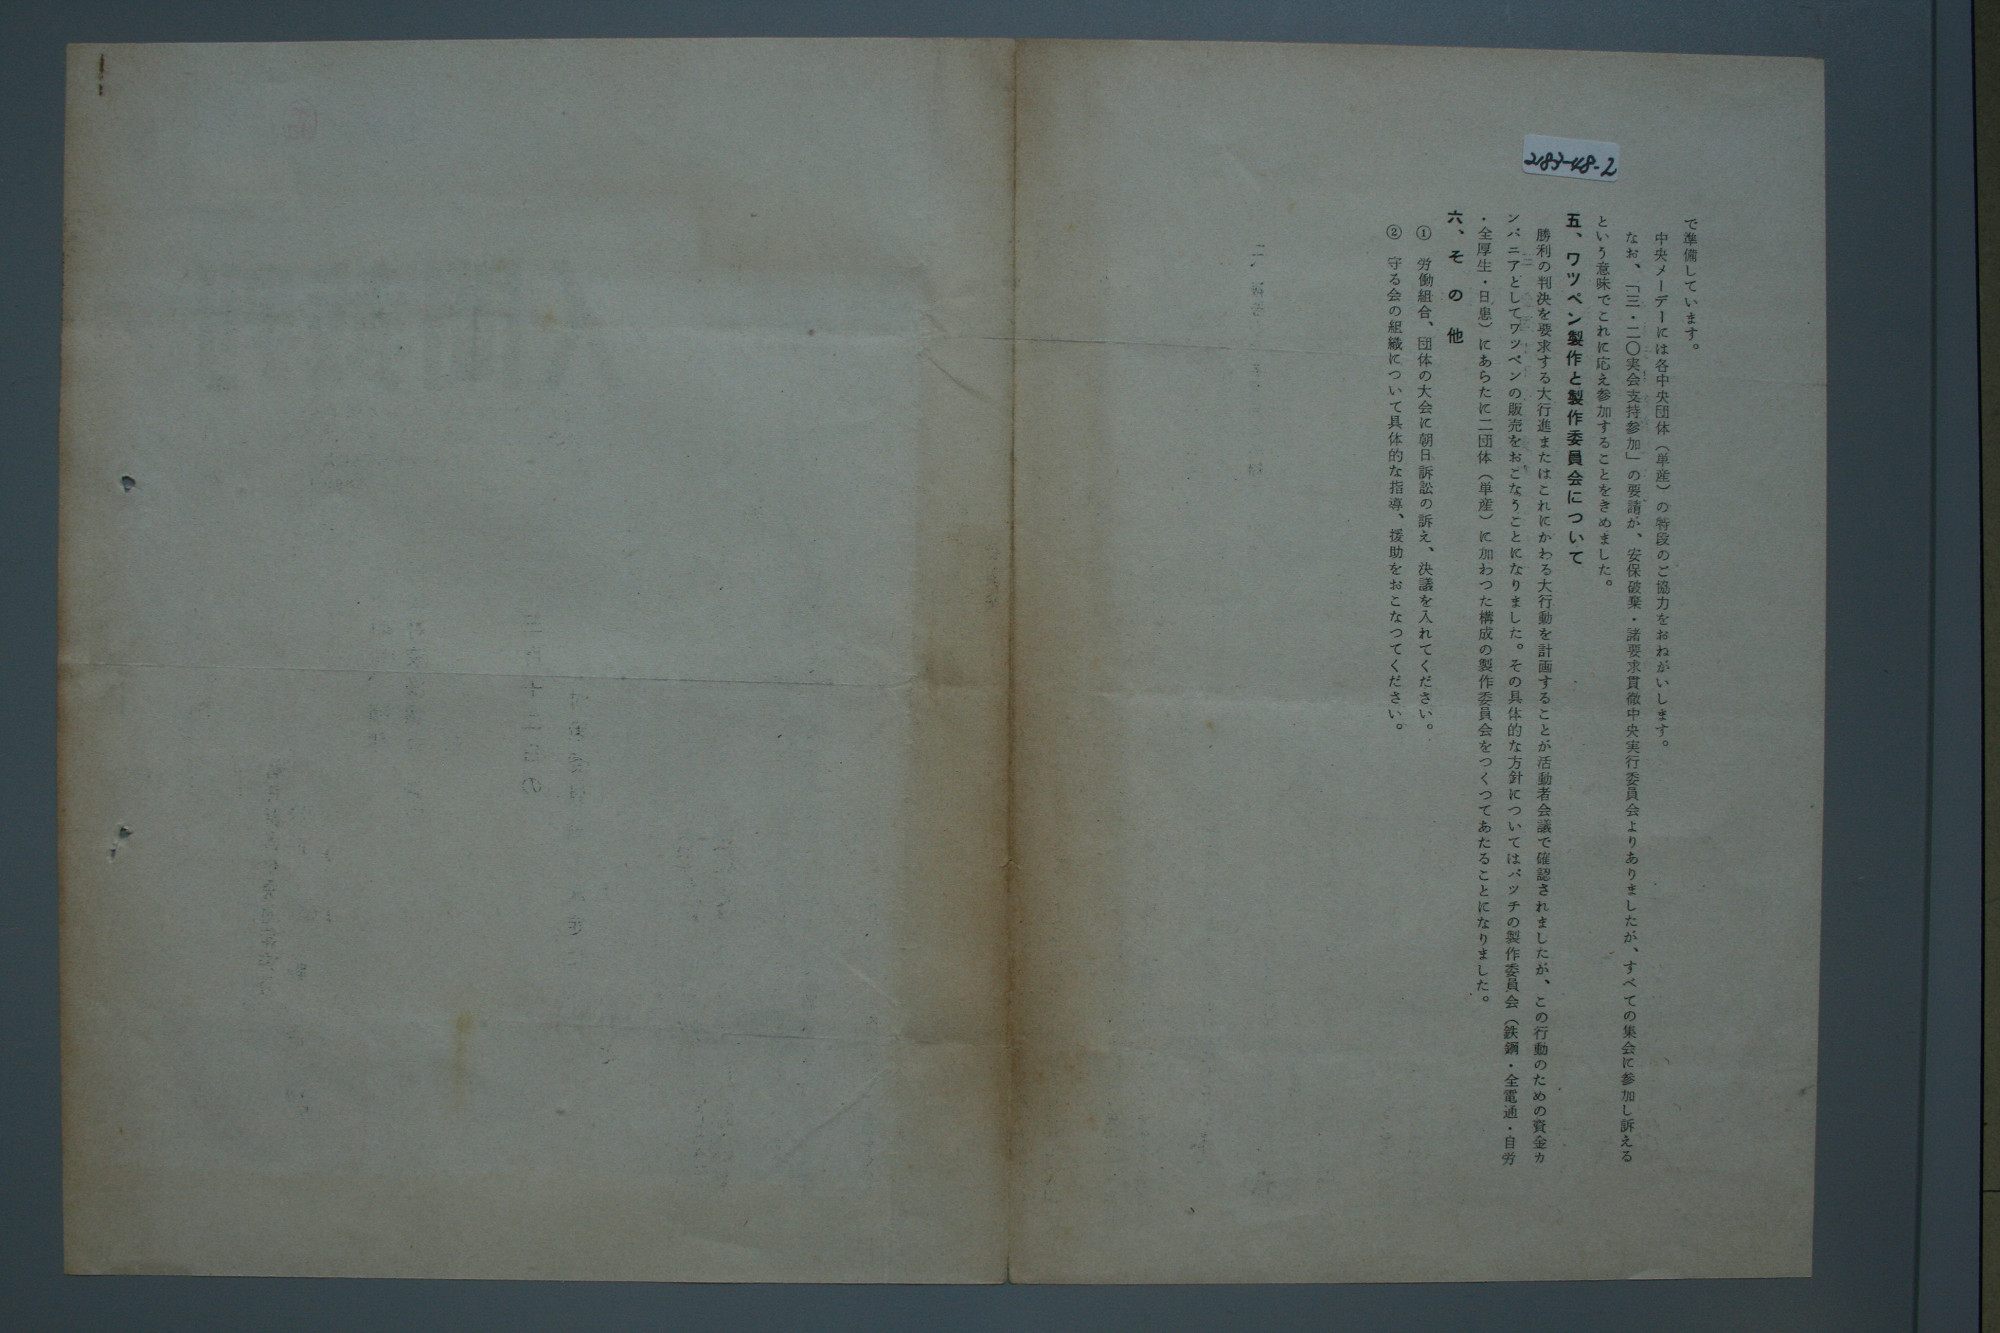 283-48-2
で準備しています。
中央メーデーには各中央団体（単産）の特段のご協力をおねがいします。
なお、「三・二〇実会支持参加」の要請が、安保破棄・諸要求貫徹中央実行委員会よりありましたが、すべての集会に参加し訴える
という意味でこれに応え参加することをきめました。
五、ワツペン製作と製作委員会について
勝利の判決を要求する大行進またはこれにかわる大行動を計画することが活動者会議で確認されましたが、この行動のための資金カ
ンパニアとしてワツペンの販売をおこなうことになりました。その具体的な方針についてはバツチの製作委員会（鉄鋼・全電通・自労
・全厚生・日患）にあらたに二団体（単産）に加わつた構成の製作委員会をつくつてあたることになりました。
六、その他
① 労働組合、団体の大会に朝日訴訟の訴え、決議を入れてください。
② 守る会の組織について具体的な指導、援助をおこなつてください。